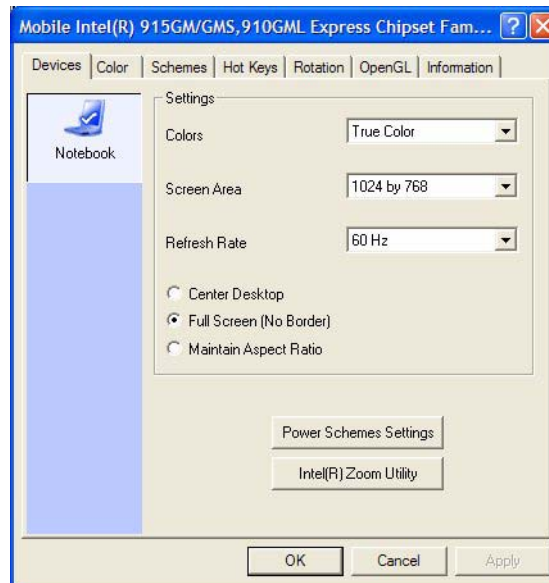 Mobile Intel(R) 915GM/GMS,910GML Express Chipset Fam...
Devices Color Schemes Hot Keys Rotation OpenGL Information
Notebook
Settings
Colors True Color
Screen Area 1024 by 768
Refresh Rate 60 Hz
Center Desktop
Full Screen (No Border)
Maintain Aspect Ratio
Power Schemes Settings
Intel(R) Zoom Utility
OK Cancel Apply